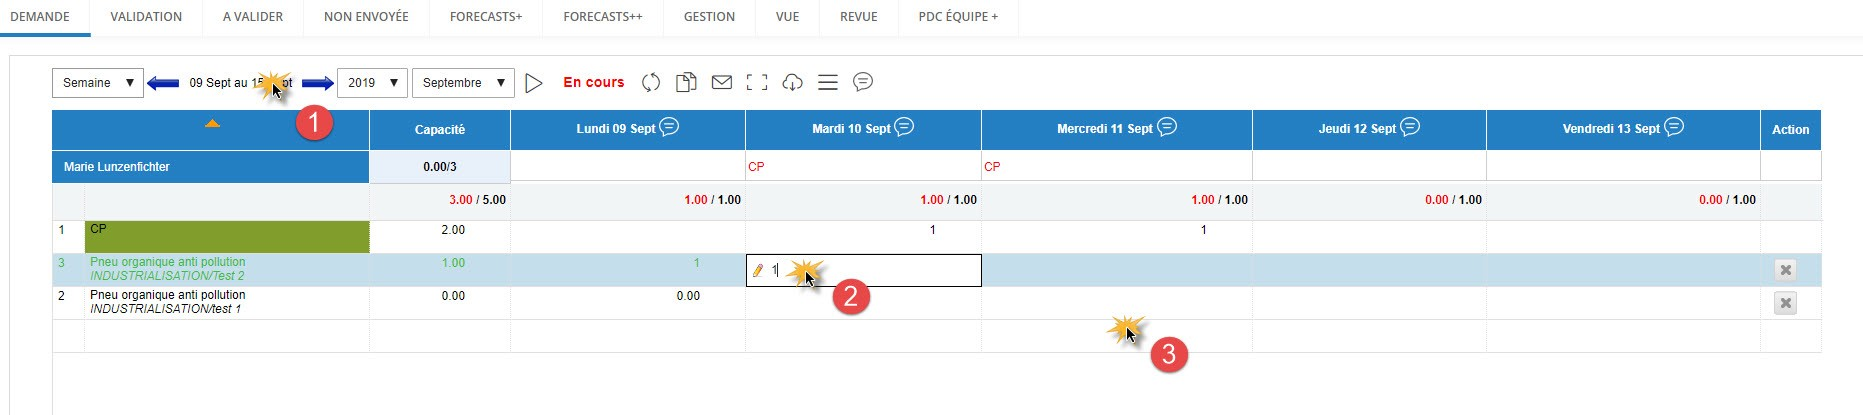 DEMANDE VALIDATION A VALIDER NON ENVOYÉE FORECASTS+ FORECASTS++ GESTION VUE REVUE PDC ÉQUIPE +
Semaine 09 Sept au 2019 Septembre En cours
1
Capacité Lundi 09 Sept Mardi 10 Sept Mercredi 11 Sept Jeudi 12 Sept Vendredi 13 Sept Action
Marie Lunzenfichter 0.00/3 CP CP
3.00 / 5.00 1.00 / 1.00 1.00 / 1.00 1.00 / 1.00 0.00 / 1.00 0.00 / 1.00
1 CP 2.00 1 1
3 Pneu organique anti pollution 1.00 1 1
INDUSTRIALISATION/Test 2
2
2 Pneu organique anti pollution 0.00 0.00
INDUSTRIALISATION/test 1
3